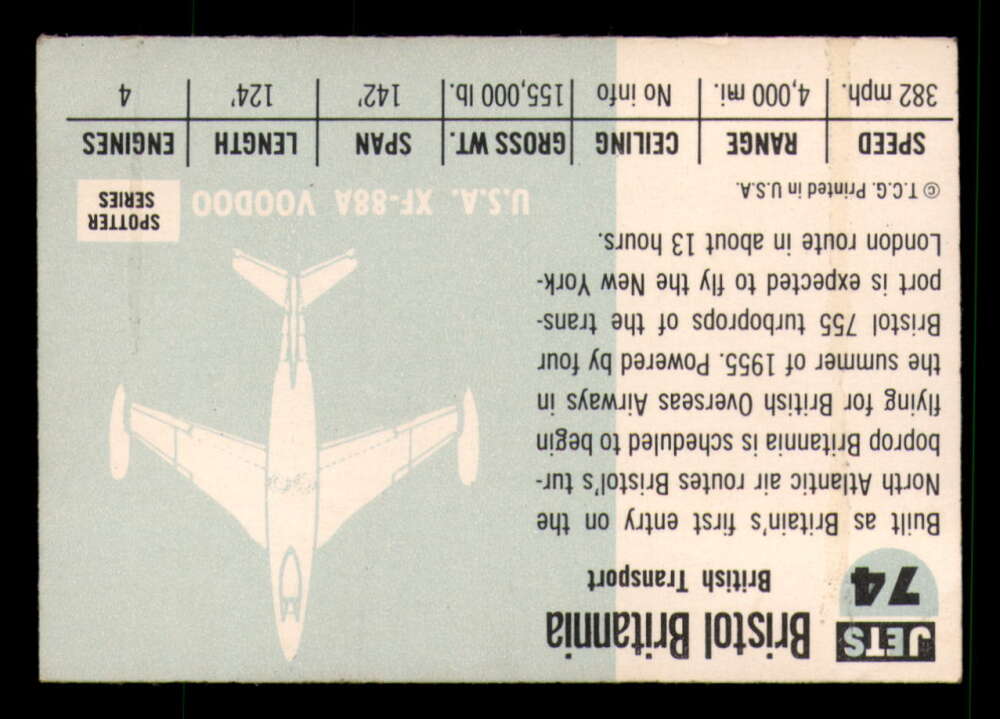 JETS
74
Bristol Britannia
British Transport
Built as Britain's first entry on the
North Atlantic air routes Bristol's tur-
boprop Britannia is scheduled to begin
flying for British Overseas Airways in
the summer of 1955. Powered by four
Bristol 755 turboprops of the trans-
port is expected to fly the New York-
London route in about 13 hours.
© T.C.G. Printed in U.S.A.
U.S.A. XF-88A VOODOO
SPOTTER
SERIES
SPEED RANGE CEILING GROSS WT. SPAN LENGTH ENGINES
382 mph. 4,000 mi. No info 155,000 lb. 142' 124' 4